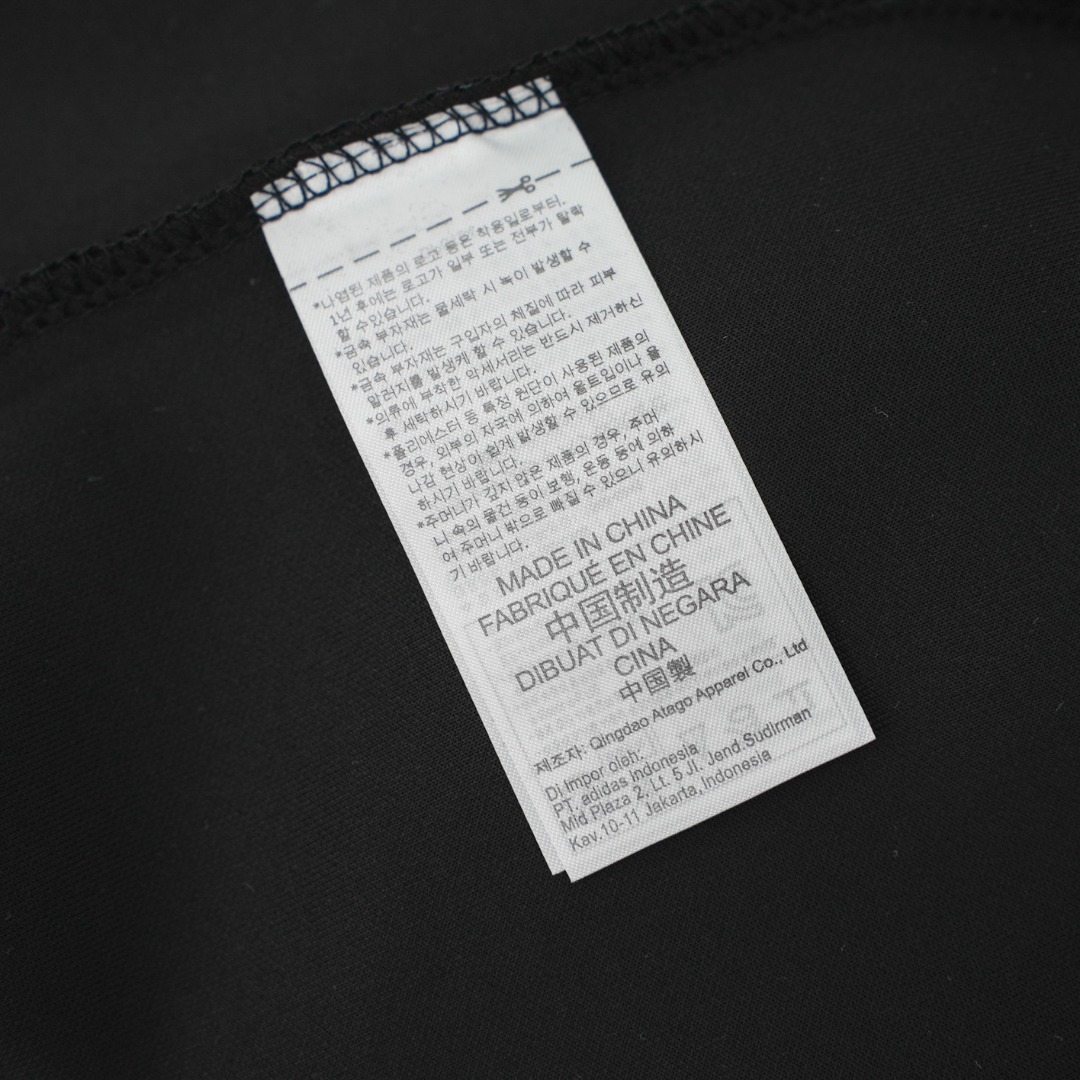 *나염된 제품의 로고 등은 착용일로부터.
1년 후에는 로고가 일부 또는 전부가 탈락
할 수있습니다.
*금속 부자재는 물세탁 시 녹이 발생할 수
있습니다.
*금속 부자재는 구입자의 체질에 따라 피부
알러지를 발생케 할 수 있습니다.
*의류에 부착한 악세서리는 반드시 제거하신
후 세탁하시기 바랍니다.
*폴리에스터 등 특정 원단이 사용된 제품의
경우, 외부의 자국에 의하여 올트임이나 올
나감 현상이 쉽게 발생할 수 있으므로 유의
하시기 바랍니다.
*주머니가 깊지 않은 제품의 경우, 주머
니 속의 물건 등이 보행, 운동 등에 의하
여 주머니 밖으로 빠질 수 있으니 유의하시
기 바랍니다.
MADE IN CHINA
FABRIQUÉ EN CHINE
中国制造
DIBUAT DI NEGARA
CINA
中国製
제조자: Qingdao Atago Apparel Co., Ltd
Di Impor oleh:
PT. adidas Indonesia
Mid Plaza 2, Lt. 5 Jl. Jend.Sudirman
Kav.10-11 Jakarta, Indonesia